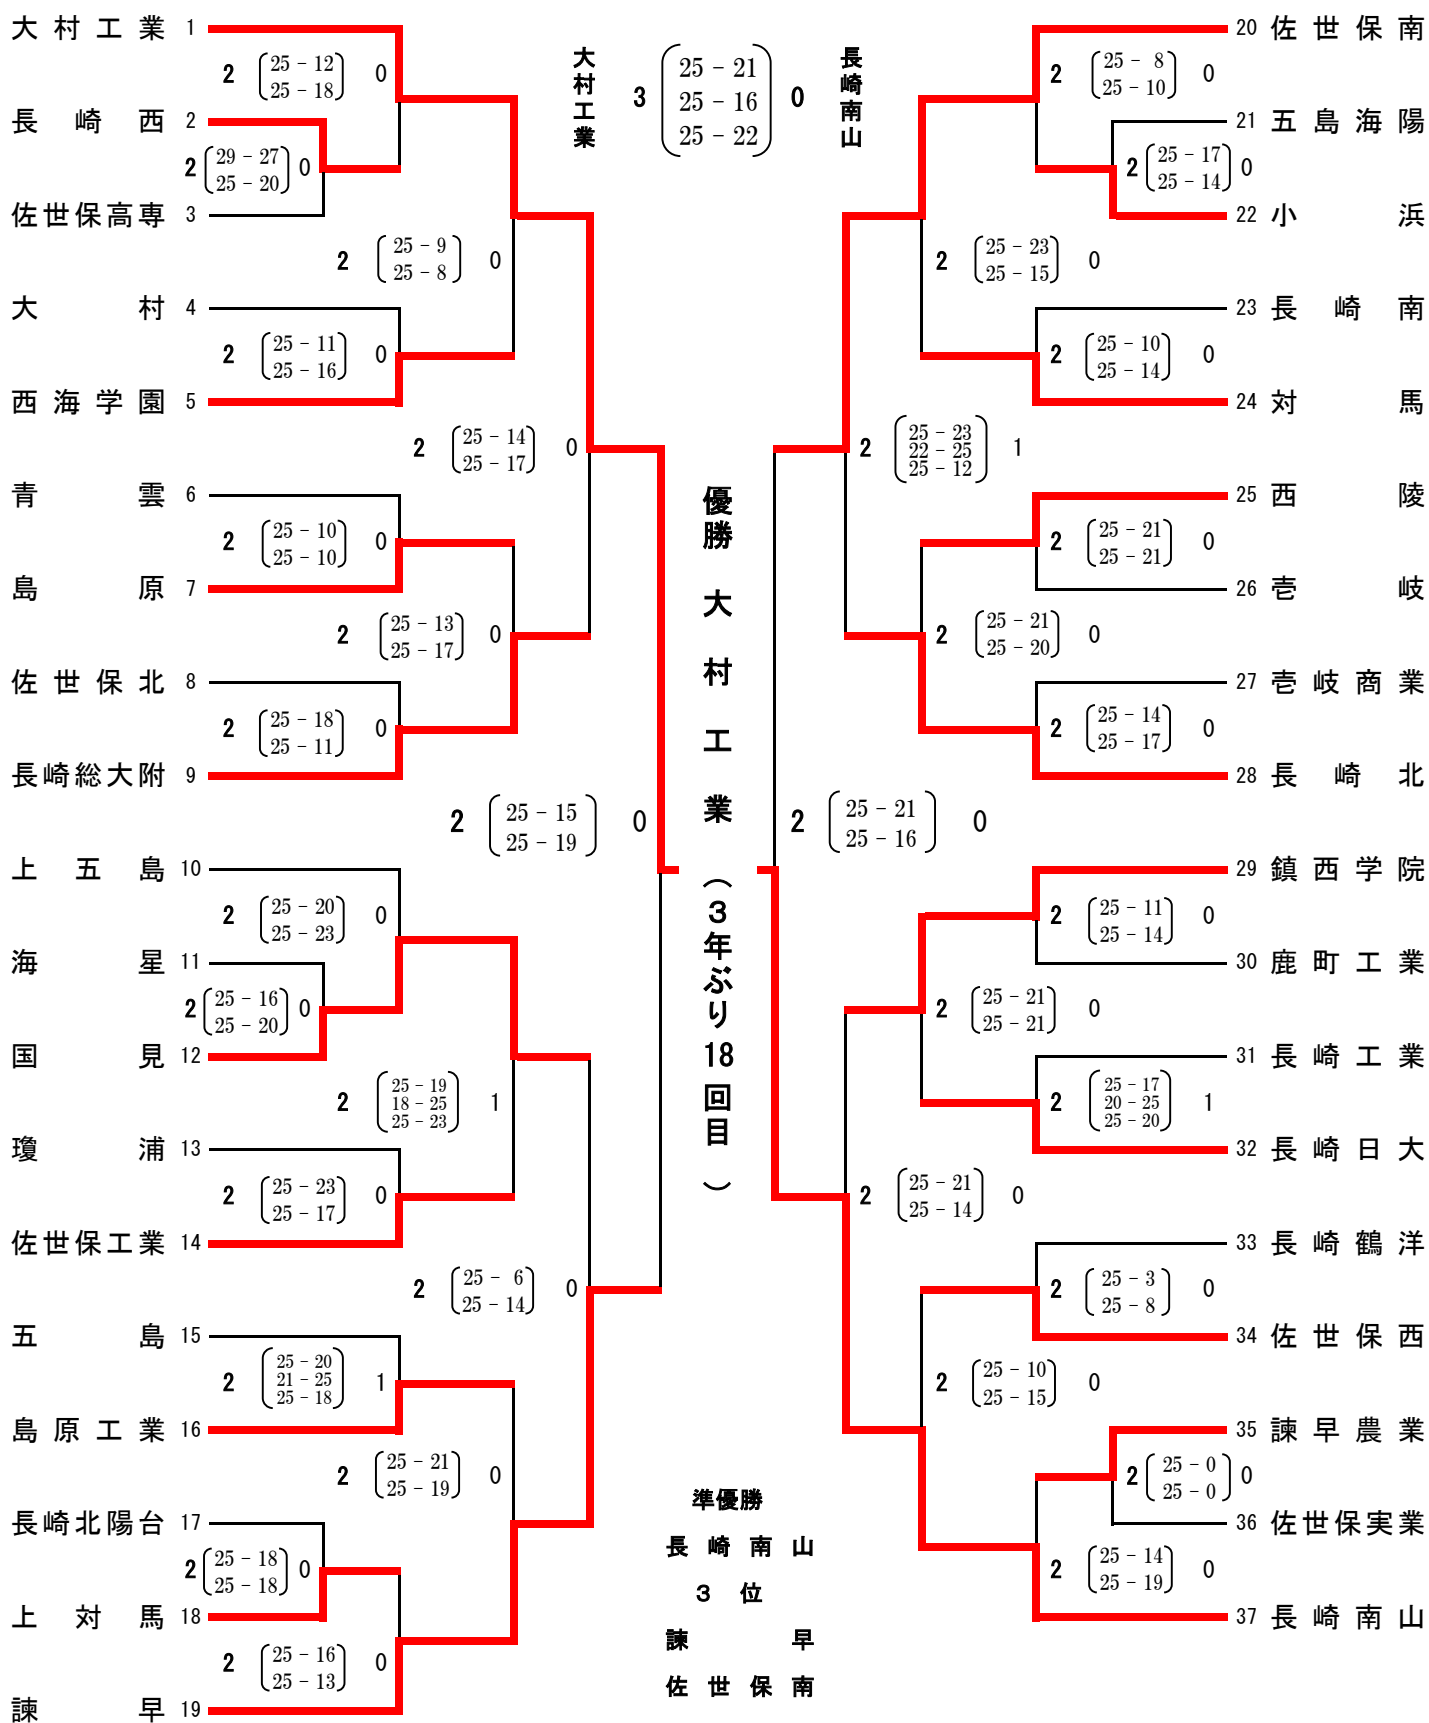 大村工業 1
2 25 - 12 0
25 - 18
長崎西 2
2 29 - 27 0
25 - 20
佐世保高専 3
2 25 - 9 0
25 - 8
大村 4
2 25 - 11 0
25 - 16
西海学園 5
2 25 - 14 0
25 - 17
青雲 6
2 25 - 10 0
25 - 10
島原 7
2 25 - 13 0
25 - 17
佐世保北 8
2 25 - 18 0
25 - 11
長崎総大附 9
2 25 - 15 0
25 - 19
上五島 10
2 25 - 20 0
25 - 23
海星 11
2 25 - 16 0
25 - 20
国見 12
2 25 - 19 1
18 - 25
25 - 23
瓊浦 13
2 25 - 23 0
25 - 17
佐世保工業 14
2 25 - 6 0
25 - 14
五島 15
2 25 - 20 1
21 - 25
25 - 18
島原工業 16
2 25 - 21 0
25 - 19
長崎北陽台 17
2 25 - 18 0
25 - 18
上対馬 18
2 25 - 16 0
25 - 13
諫早 19
大村工業
3 25 - 21 0
25 - 16
25 - 22
長崎南山
優勝 大村工業 (3年ぶり18回目)
準優勝
長崎南山
3位
諫早
佐世保南
20 佐世保南
2 25 - 8 0
25 - 10
21 五島海陽
2 25 - 17 0
25 - 14
22 小浜
2 25 - 23 0
25 - 15
23 長崎南
2 25 - 10 0
25 - 14
24 対馬
2 25 - 23 1
22 - 25
25 - 12
25 西陵
2 25 - 21 0
25 - 21
26 壱岐
2 25 - 21 0
25 - 20
27 壱岐商業
2 25 - 14 0
25 - 17
28 長崎北
2 25 - 21 0
25 - 16
29 鎮西学院
2 25 - 11 0
25 - 14
30 鹿町工業
2 25 - 21 0
25 - 21
31 長崎工業
2 25 - 17 1
20 - 25
25 - 20
32 長崎日大
2 25 - 21 0
25 - 14
33 長崎鶴洋
2 25 - 3 0
25 - 8
34 佐世保西
2 25 - 10 0
25 - 15
35 諫早農業
2 25 - 0 0
25 - 0
36 佐世保実業
2 25 - 14 0
25 - 19
37 長崎南山